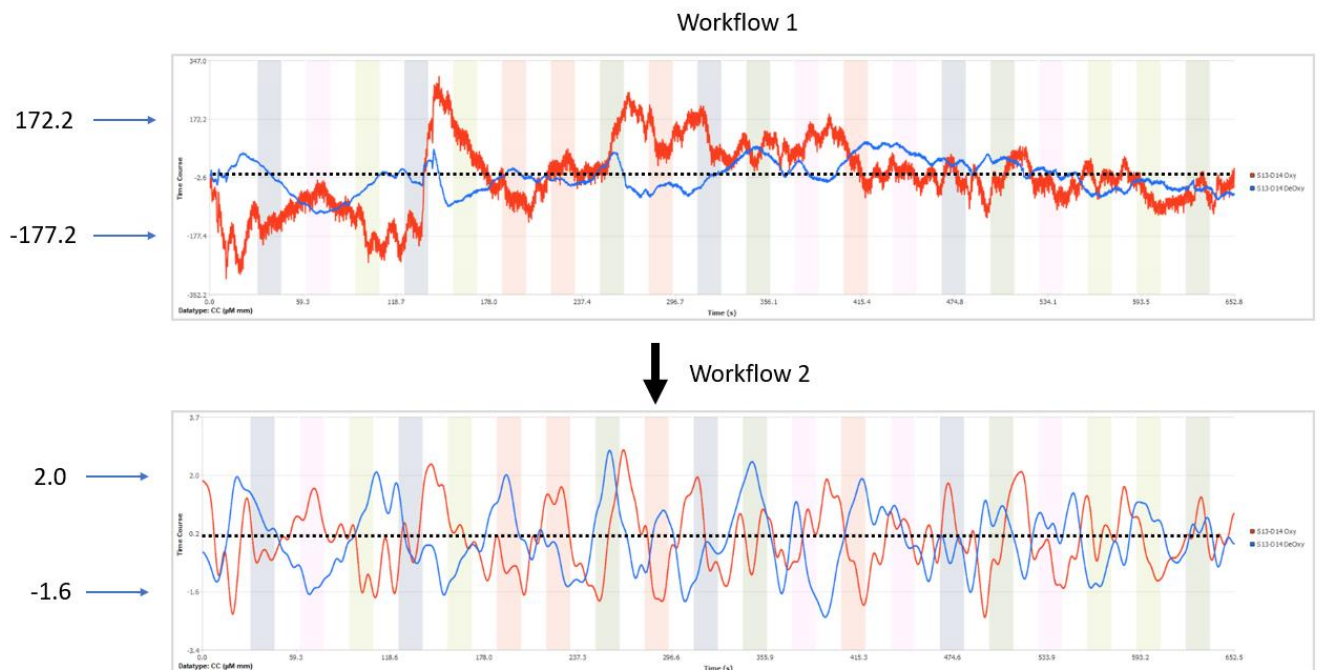 Workflow 1
347.0
172.2
172.2
Time Course
-2.6
S13-D14 Oxy
S13-D14 DeOxy
-177.2
-177.4
-352.2
0.0 59.3 118.7 178.0 237.4 296.7 356.1 415.4 474.8 534.1 593.5 652.8
Datatype: CC (μM mm)
Time (s)
Workflow 2
3.7
2.0
2.0
Time Course
0.2
S13-D14 Oxy
S13-D14 DeOxy
-1.6
-1.6
-3.4
0.0 59.3 118.6 178.0 237.3 296.6 355.9 415.3 474.6 533.9 593.2 652.5
Datatype: CC (μM mm)
Time (s)